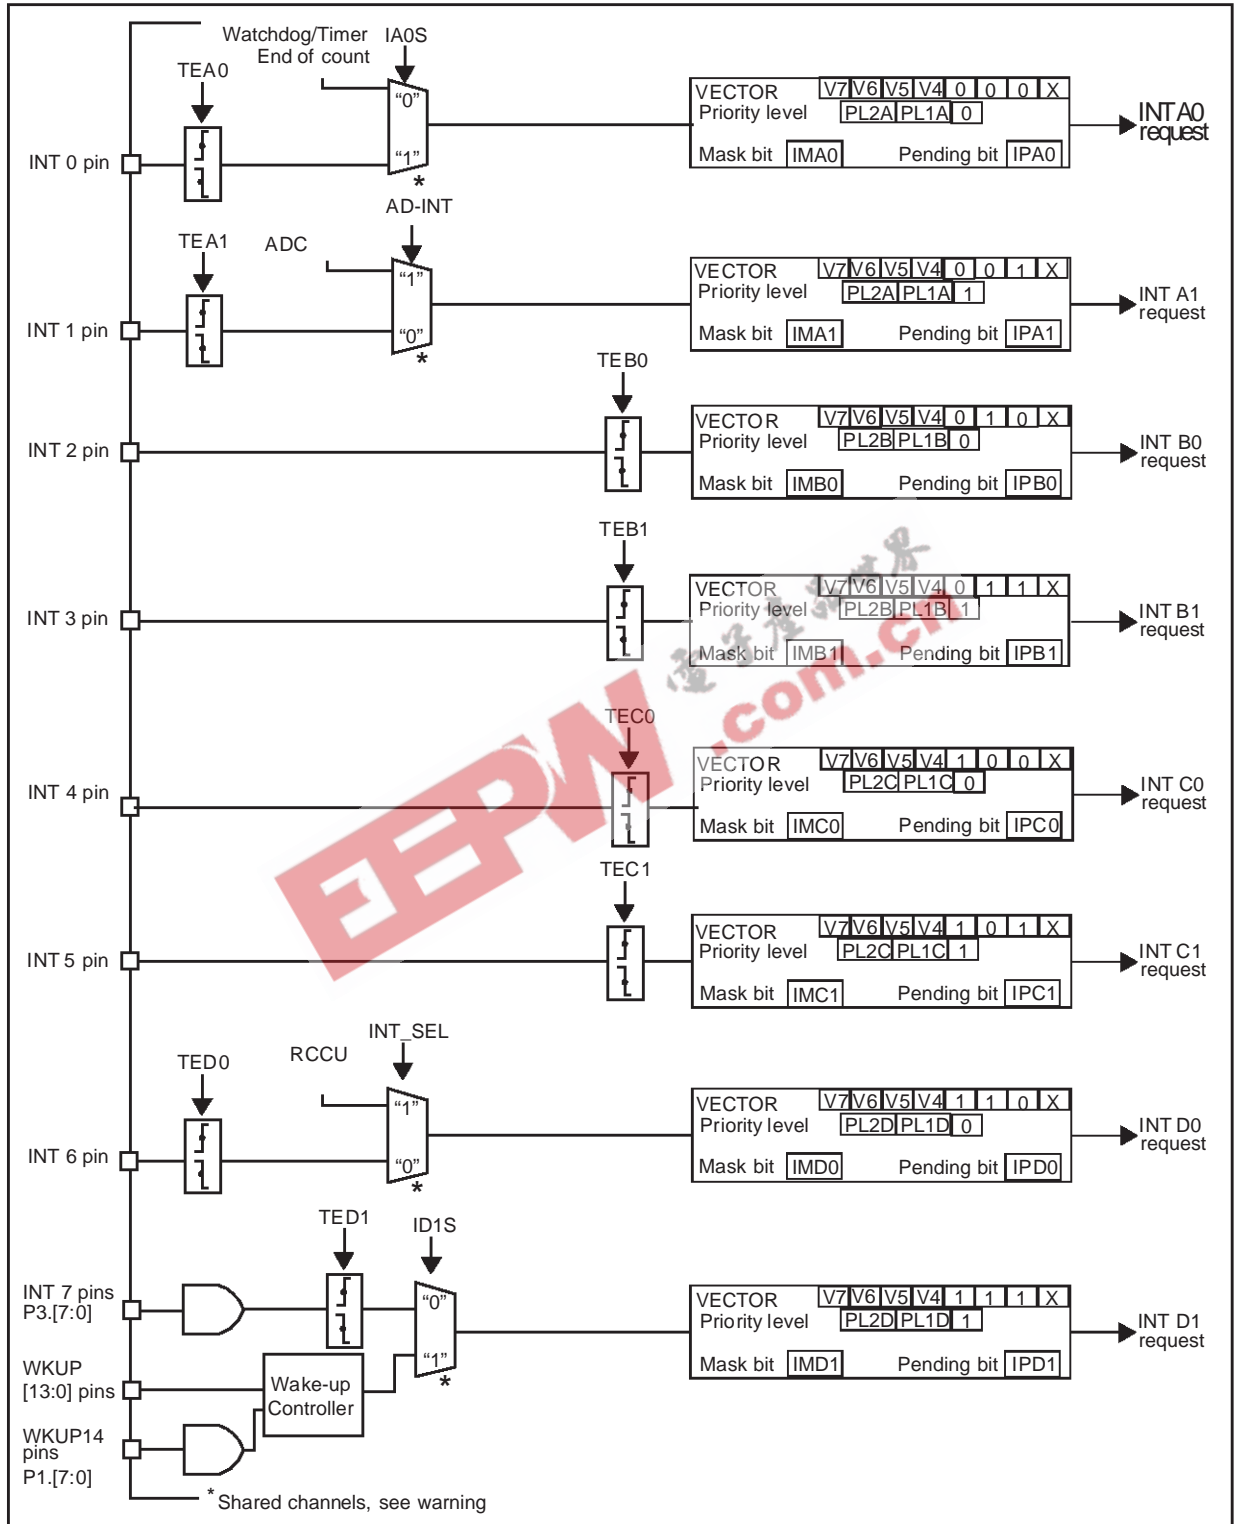 Watchdog/Timer
End of count
IA0S
TEA0
"0"
"1"
*
INT 0 pin
VECTOR V7 V6 V5 V4 0 0 0 X
Priority level PL2A PL1A 0
Mask bit IMA0 Pending bit IPA0
INT A0
request
AD-INT
TEA1
ADC
"1"
"0"
*
INT 1 pin
VECTOR V7 V6 V5 V4 0 0 1 X
Priority level PL2A PL1A 1
Mask bit IMA1 Pending bit IPA1
INT A1
request
TEB0
INT 2 pin
VECTOR V7 V6 V5 V4 0 1 0 X
Priority level PL2B PL1B 0
Mask bit IMB0 Pending bit IPB0
INT B0
request
TEB1
INT 3 pin
VECTOR V7 V6 V5 V4 0 1 1 X
Priority level PL2B PL1B 1
Mask bit IMB1 Pending bit IPB1
INT B1
request
電子產品世界
EEPW.com.cn
TEC0
INT 4 pin
VECTOR V7 V6 V5 V4 1 0 0 X
Priority level PL2C PL1C 0
Mask bit IMC0 Pending bit IPC0
INT C0
request
TEC1
INT 5 pin
VECTOR V7 V6 V5 V4 1 0 1 X
Priority level PL2C PL1C 1
Mask bit IMC1 Pending bit IPC1
INT C1
request
INT_SEL
RCCU
TED0
"1"
"0"
*
INT 6 pin
VECTOR V7 V6 V5 V4 1 1 0 X
Priority level PL2D PL1D 0
Mask bit IMD0 Pending bit IPD0
INT D0
request
TED1
ID1S
INT 7 pins
P3.[7:0]
"0"
"1"
*
VECTOR V7 V6 V5 V4 1 1 1 X
Priority level PL2D PL1D 1
Mask bit IMD1 Pending bit IPD1
INT D1
request
WKUP
[13:0] pins
Wake-up
Controller
WKUP14
pins
P1.[7:0]
* Shared channels, see warning